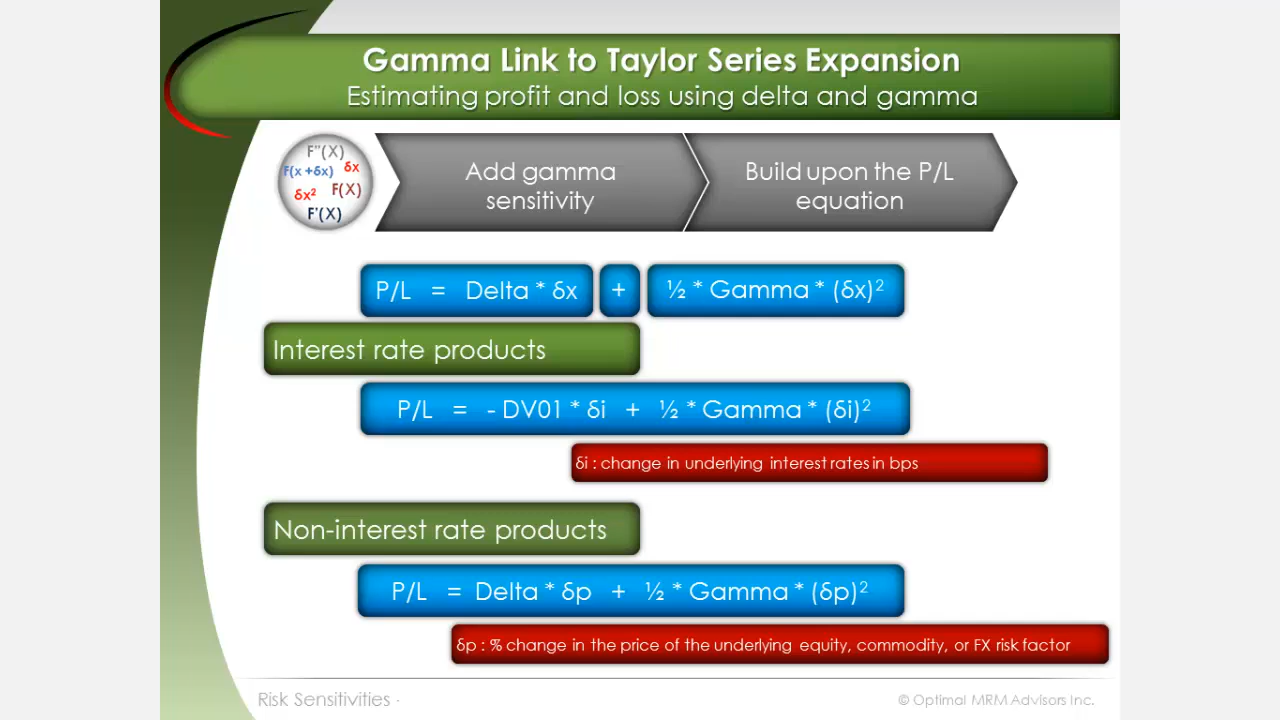 Gamma Link to Taylor Series Expansion
Estimating profit and loss using delta and gamma
F"(X)
F(x +δx) δx
δx² F(X)
F'(X)
Add gamma
sensitivity
Build upon the P/L
equation
P/L = Delta * δx + ½ * Gamma * (δx)²
Interest rate products
P/L = - DV01 * δi + ½ * Gamma * (δi)²
δi : change in underlying interest rates in bps
Non-interest rate products
P/L = Delta * δp + ½ * Gamma * (δp)²
δp : % change in the price of the underlying equity, commodity, or FX risk factor
Risk Sensitivities · © Optimal MRM Advisors Inc.